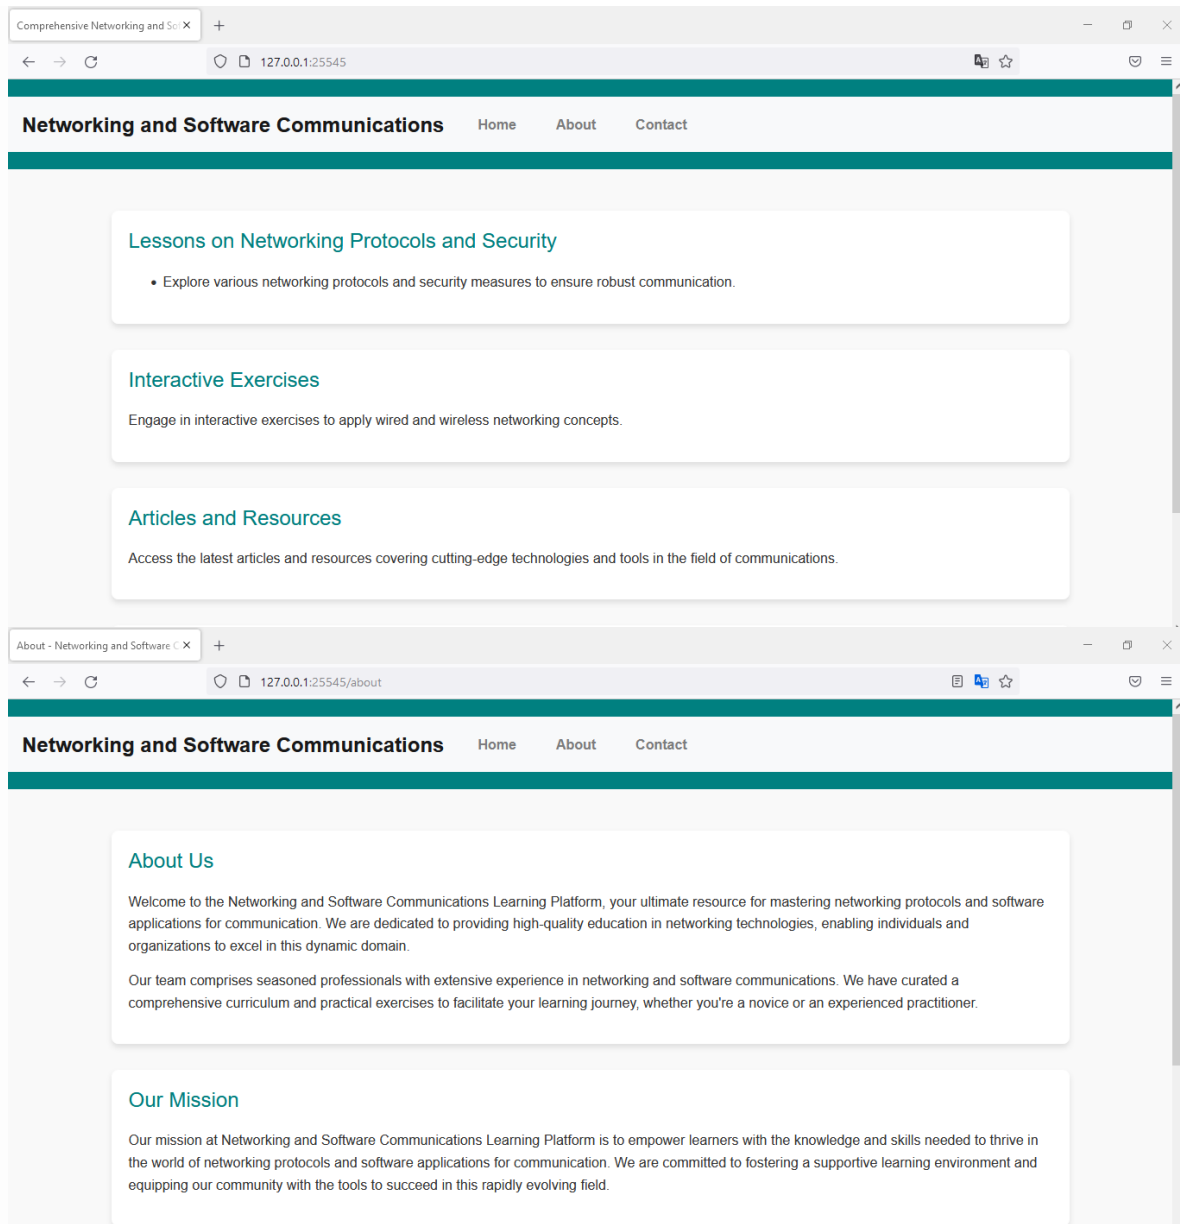 Comprehensive Networking and Sof
127.0.0.1:25545
Networking and Software Communications Home About Contact
Lessons on Networking Protocols and Security
• Explore various networking protocols and security measures to ensure robust communication.
Interactive Exercises
Engage in interactive exercises to apply wired and wireless networking concepts.
Articles and Resources
Access the latest articles and resources covering cutting-edge technologies and tools in the field of communications.
About - Networking and Software C
127.0.0.1:25545/about
Networking and Software Communications Home About Contact
About Us
Welcome to the Networking and Software Communications Learning Platform, your ultimate resource for mastering networking protocols and software
applications for communication. We are dedicated to providing high-quality education in networking technologies, enabling individuals and
organizations to excel in this dynamic domain.
Our team comprises seasoned professionals with extensive experience in networking and software communications. We have curated a
comprehensive curriculum and practical exercises to facilitate your learning journey, whether you're a novice or an experienced practitioner.
Our Mission
Our mission at Networking and Software Communications Learning Platform is to empower learners with the knowledge and skills needed to thrive in
the world of networking protocols and software applications for communication. We are committed to fostering a supportive learning environment and
equipping our community with the tools to succeed in this rapidly evolving field.